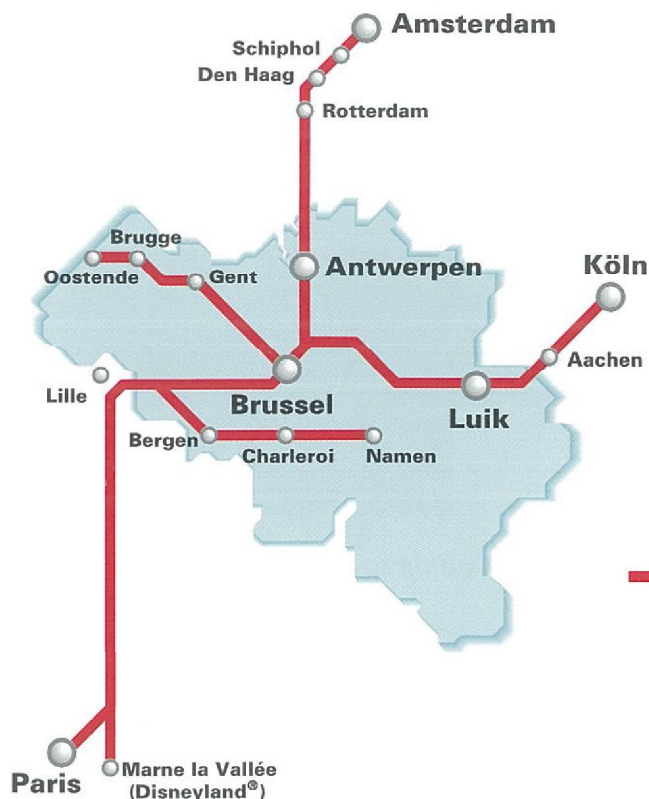 Amsterdam
Schiphol
Den Haag
Rotterdam
Brugge
Antwerpen
Köln
Oostende
Gent
Aachen
Lille
Brussel
Luik
Bergen
Charleroi
Namen
Paris
Marne la Vallée
(Disneyland®)